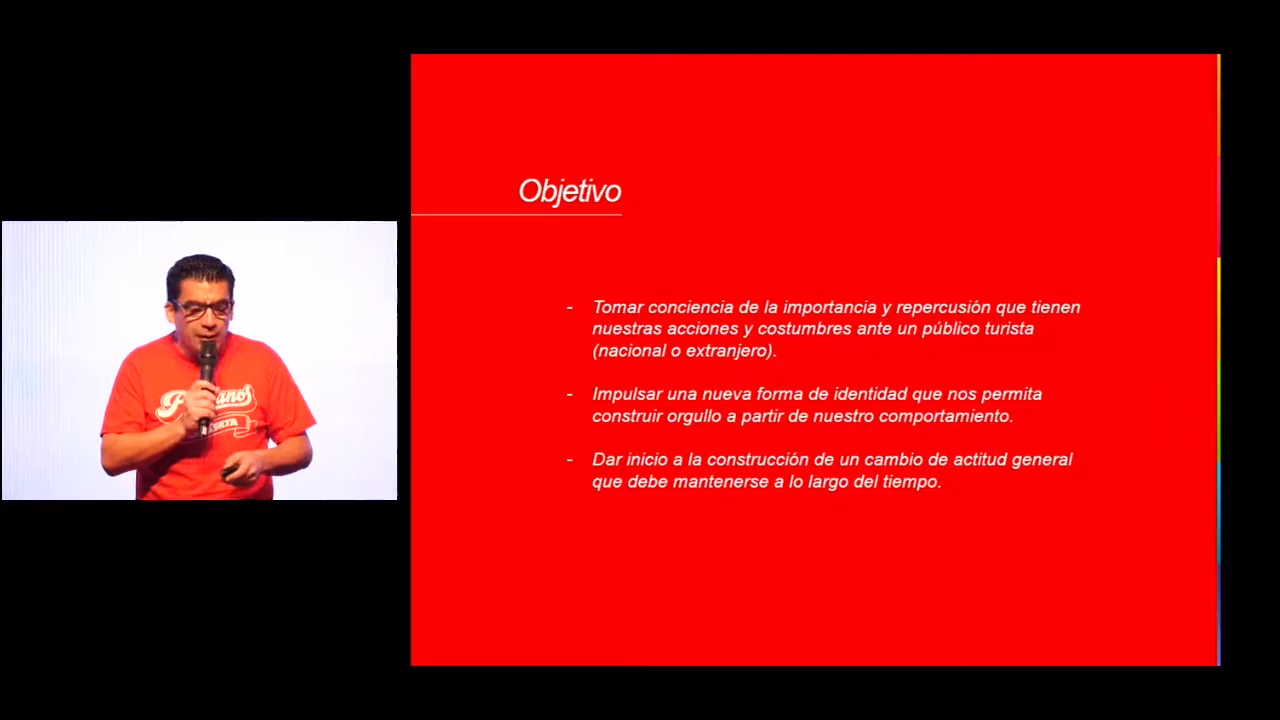 Objetivo
- Tomar conciencia de la importancia y repercusión que tienen
nuestras acciones y costumbres ante un público turista
(nacional o extranjero).
- Impulsar una nueva forma de identidad que nos permita
construir orgullo a partir de nuestro comportamiento.
- Dar inicio a la construcción de un cambio de actitud general
que debe mantenerse a lo largo del tiempo.